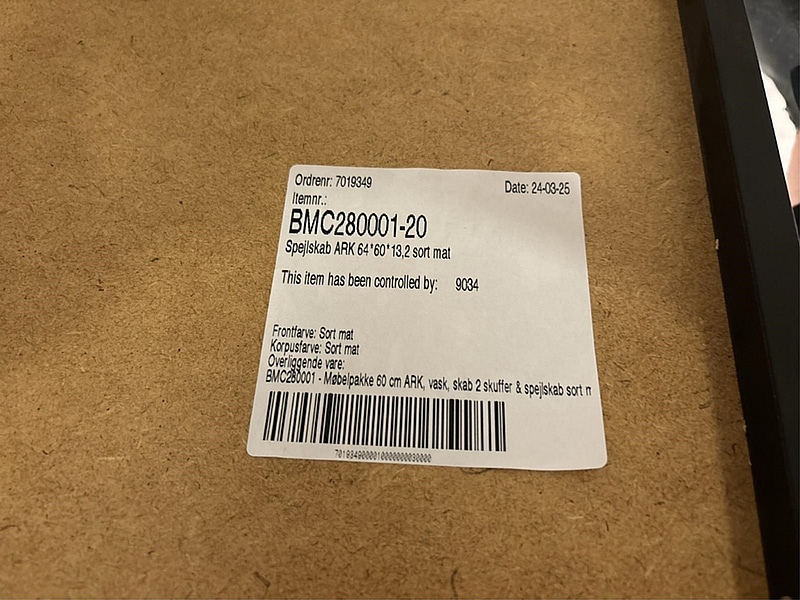 Ordrenr: 7019349
Date: 24-03-25
Itemnr.:
BMC280001-20
Spejlskab ARK 64*60*13,2 sort mat
This item has been controlled by: 9034
Frontfarve: Sort mat
Korpusfarve: Sort mat
Overliggende vare:
BMC280001 - Møbelpakke 60 cm ARK, vask, skab 2 skuffer & spejlskab sort